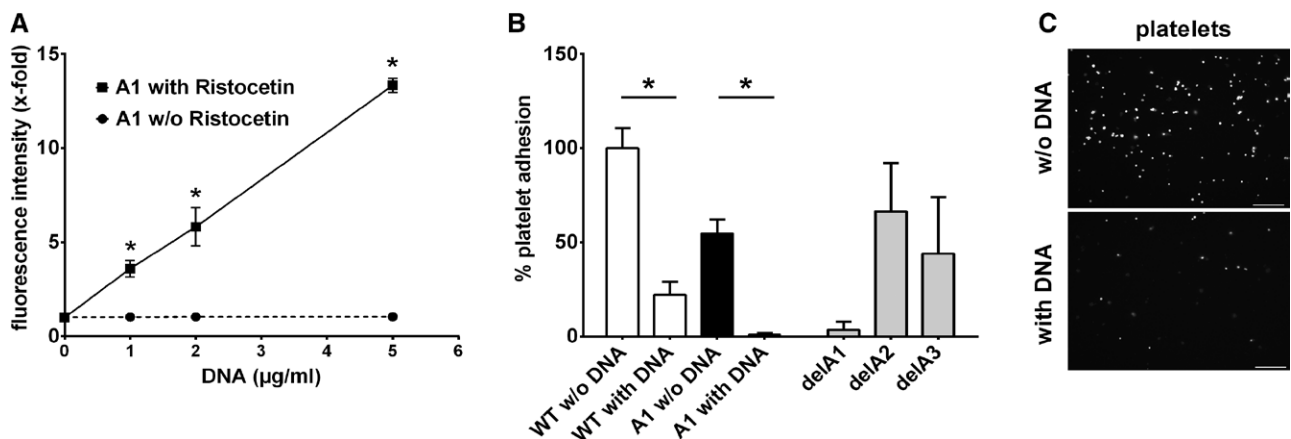 A
fluorescence intensity (x-fold)
15
10
5
0
0 1 2 3 4 5 6
DNA (µg/ml)
A1 with Ristocetin
A1 w/o Ristocetin
*
*
*
B
% platelet adhesion
150
100
50
0
*
*
WT w/o DNA
WT with DNA
A1 w/o DNA
A1 with DNA
delA1
delA2
delA3
C
platelets
w/o DNA
with DNA